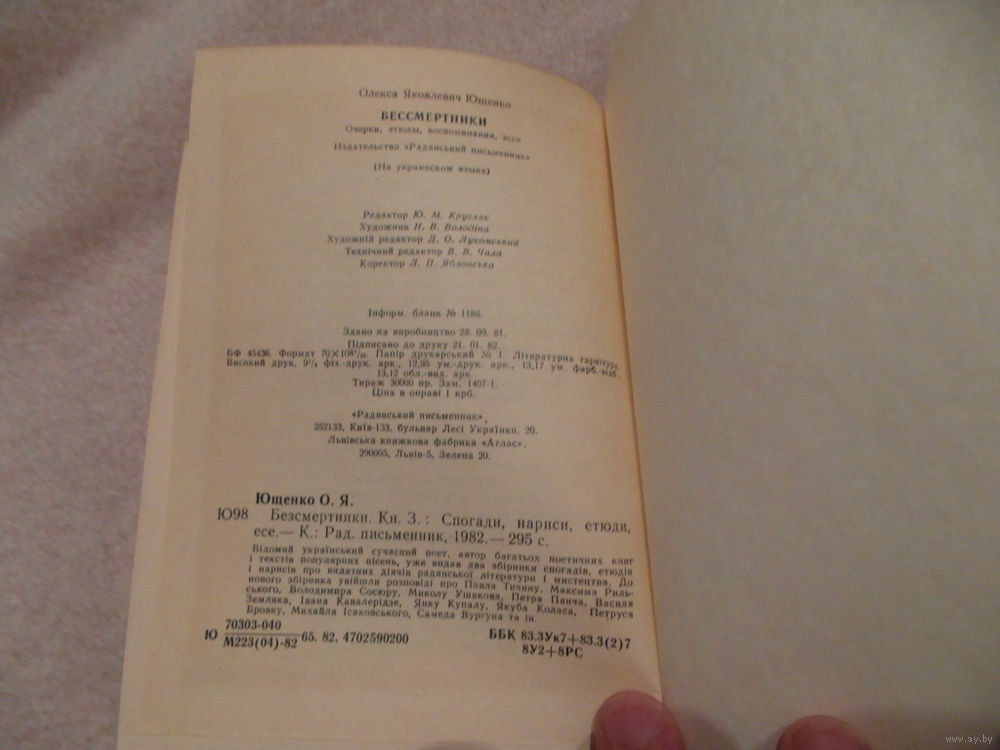 Олекса Яковлевич Ющенко
БЕССМЕРТНИКИ
Очерки, этюды, воспоминания, эссе
Издательство «Радянський письменник»
(На украинском языке)
Редактор Ю. М. Кругляк
Художник Н. В. Володіна
Художній редактор Д. О. Лукомський
Технічний редактор В. В. Чала
Коректор Л. П. Яблонська
Інформ. бланк № 1186.
Здано на виробництво 28. 09. 81.
Підписано до друку 21. 01. 82.
БФ 45436. Формат 70×108¹/₃₂. Папір друкарський № 1. Літературна гарнітура.
Високий друк. 9¹/₄ фіз.-друк. арк., 12,95 ум.-друк. арк., 13,17 ум. фарб.-відб.,
13,12 обл.-вид. арк.
Тираж 30000 пр. Зам. 1407-1.
Ціна в оправі 1 крб.
«Радянський письменник»,
252133, Київ-133, бульвар Лесі Українки, 20.
Львівська книжкова фабрика «Атлас»,
290005, Львів-5, Зелена 20.
Ющенко О. Я.
Ю98 Безсмертники. Кн. 3. : Спогади, нариси, етюди,
есе.— К.: Рад. письменник, 1982.— 295 с.
Відомий український сучасний поет, автор багатьох поетичних книг
і текстів популярних пісень, уже видав два збірники спогадів, етюдів
і нарисів про видатних діячів радянської літератури і мистецтва. До
нового збірника увійшли розповіді про Павла Тичину, Максима Риль-
ського, Володимира Сосюру, Миколу Ушакова, Петра Панча, Василя
Земляка, Івана Кавалерідзе, Янку Купалу, Якуба Коласа, Петруся
Бровку, Михайла Ісаковського, Самеда Вургуна та ін.
Ю 70303-040
М223(04)-82 65. 82. 4702590200
ББК 83.3Ук7+83.3(2)7
8У2+8РС
www.ay.by